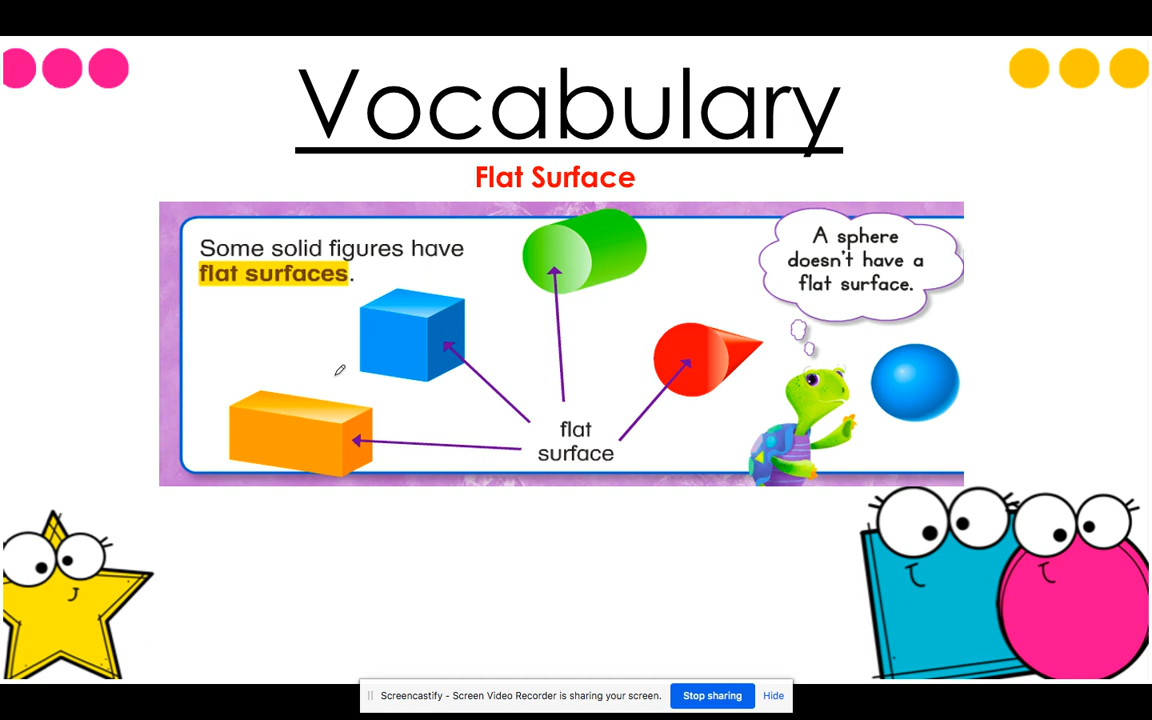 Vocabulary
Flat Surface
Some solid figures have
flat surfaces.
A sphere
doesn't have a
flat surface.
flat
surface
Screencastify - Screen Video Recorder is sharing your screen. Stop sharing Hide